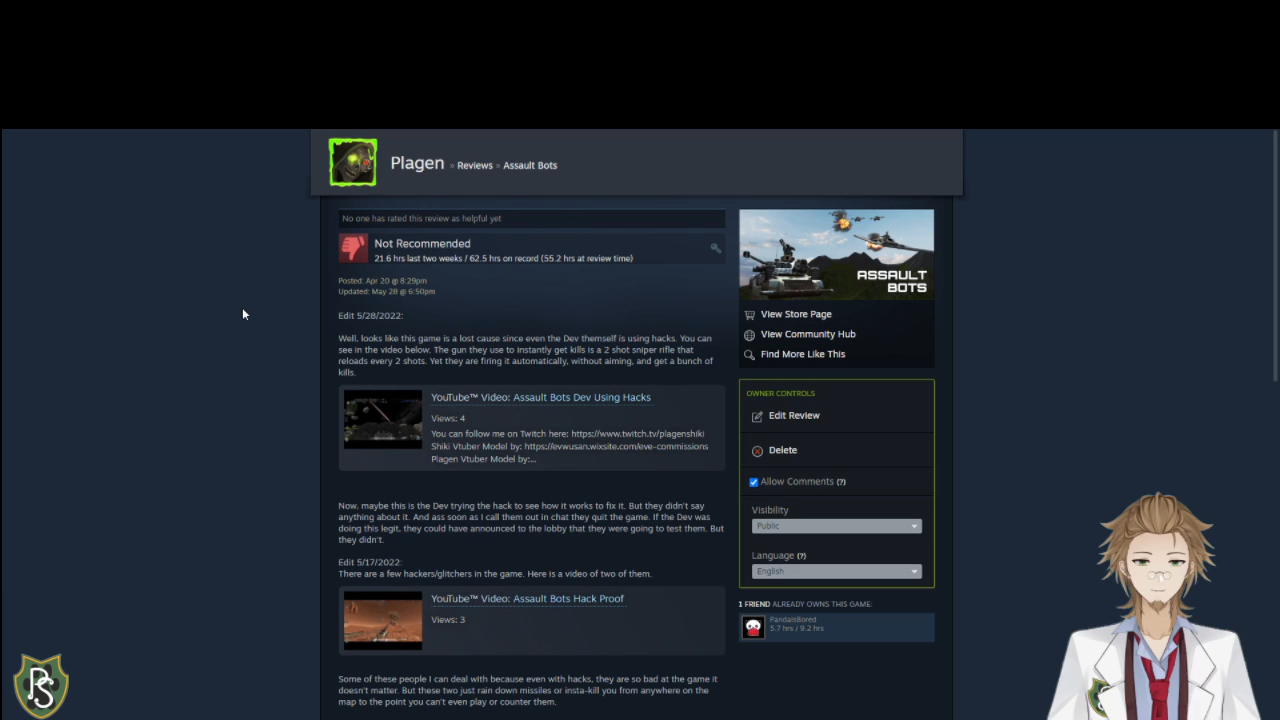 Plagen » Reviews » Assault Bots
No one has rated this review as helpful yet
Not Recommended
21.6 hrs last two weeks / 62.5 hrs on record (55.2 hrs at review time)
Posted: Apr 20 @ 8:29pm
Updated: May 28 @ 6:50pm
Edit 5/28/2022:
Well, looks like this game is a lost cause since even the Dev themself is using hacks. You can
see in the video below. The gun they use to instantly get kills is a 2 shot sniper rifle that
reloads every 2 shots. Yet they are firing it automatically, without aiming, and get a bunch of
kills.
YouTube™ Video: Assault Bots Dev Using Hacks
Views: 4
You can follow me on Twitch here: https://www.twitch.tv/plagenshiki
Shiki Vtuber Model by: https://evwusan.wixsite.com/eve-commissions
Plagen Vtuber Model by:...
Now, maybe this is the Dev trying the hack to see how it works to fix it. But they didn't say
anything about it. And ass soon as I call them out in chat they quit the game. If the Dev was
doing this legit, they could have announced to the lobby that they were going to test them. But
they didn't.
Edit 5/17/2022:
There are a few hackers/glitchers in the game. Here is a video of two of them.
YouTube™ Video: Assault Bots Hack Proof
Views: 3
Some of these people I can deal with because even with hacks, they are so bad at the game it
doesn't matter. But these two just rain down missiles or insta-kill you from anywhere on the
map to the point you can't even play or counter them.
ASSAULT
BOTS
View Store Page
View Community Hub
Find More Like This
OWNER CONTROLS
Edit Review
Delete
Allow Comments (?)
Visibility
Public
Language (?)
English
1 FRIEND ALREADY OWNS THIS GAME:
PandaIsBored
5.7 hrs / 9.2 hrs
PS